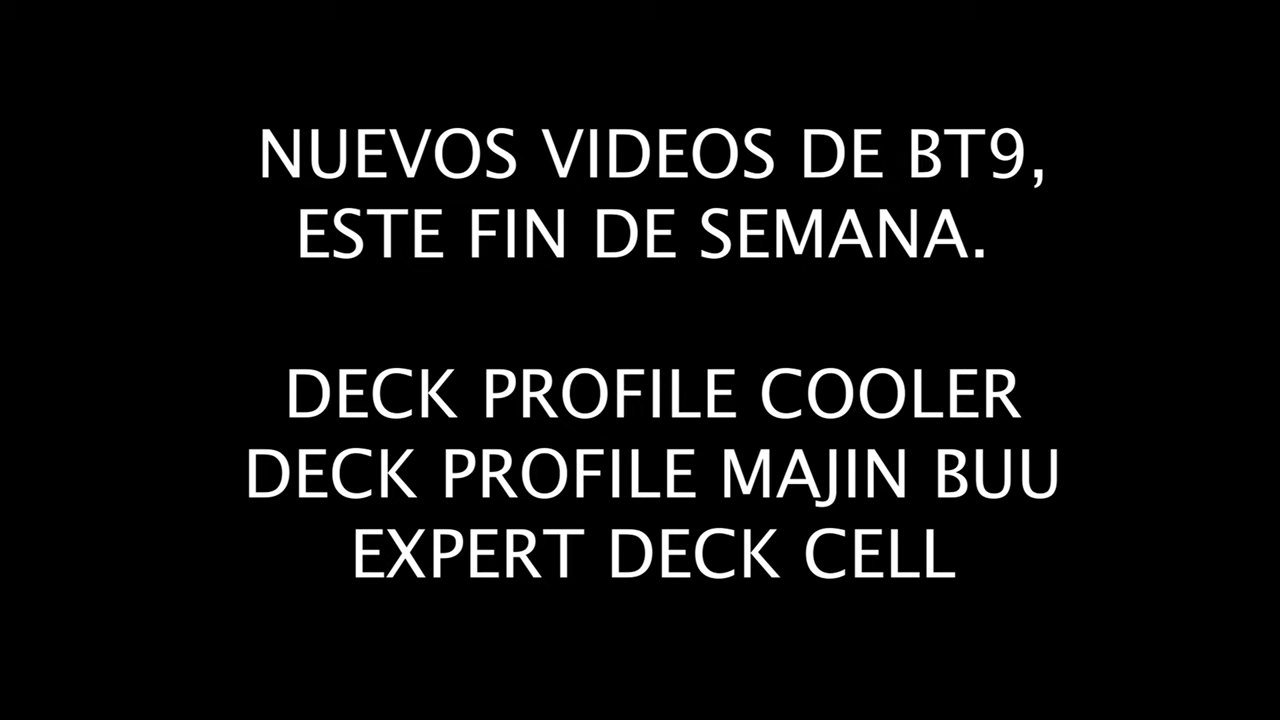 NUEVOS VIDEOS DE BT9,
ESTE FIN DE SEMANA.
DECK PROFILE COOLER
DECK PROFILE MAJIN BUU
EXPERT DECK CELL